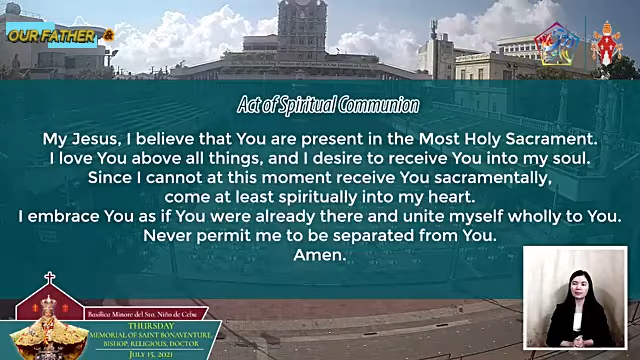 OUR FATHER &
Act of Spiritual Communion
My Jesus, I believe that You are present in the Most Holy Sacrament.
I love You above all things, and I desire to receive You into my soul.
Since I cannot at this moment receive You sacramentally,
come at least spiritually into my heart.
I embrace You as if You were already there and unite myself wholly to You.
Never permit me to be separated from You.
Amen.
Basilica Minore del Sto. Niño de Cebu
THURSDAY
MEMORIAL OF SAINT BONAVENTURE,
BISHOP, RELIGIOUS, DOCTOR
JULY 15, 2021